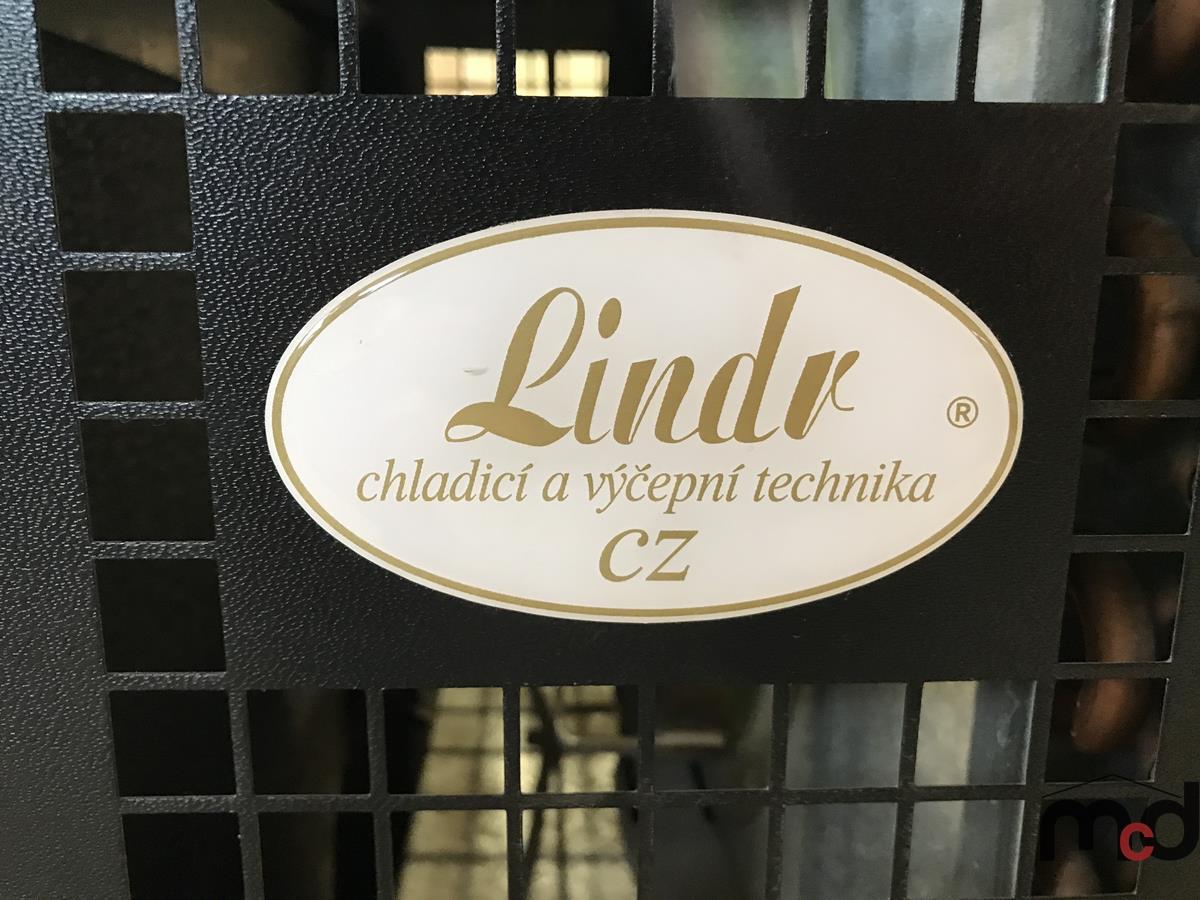 Lindr
®
chladicí a výčepní technika
CZ
mcd